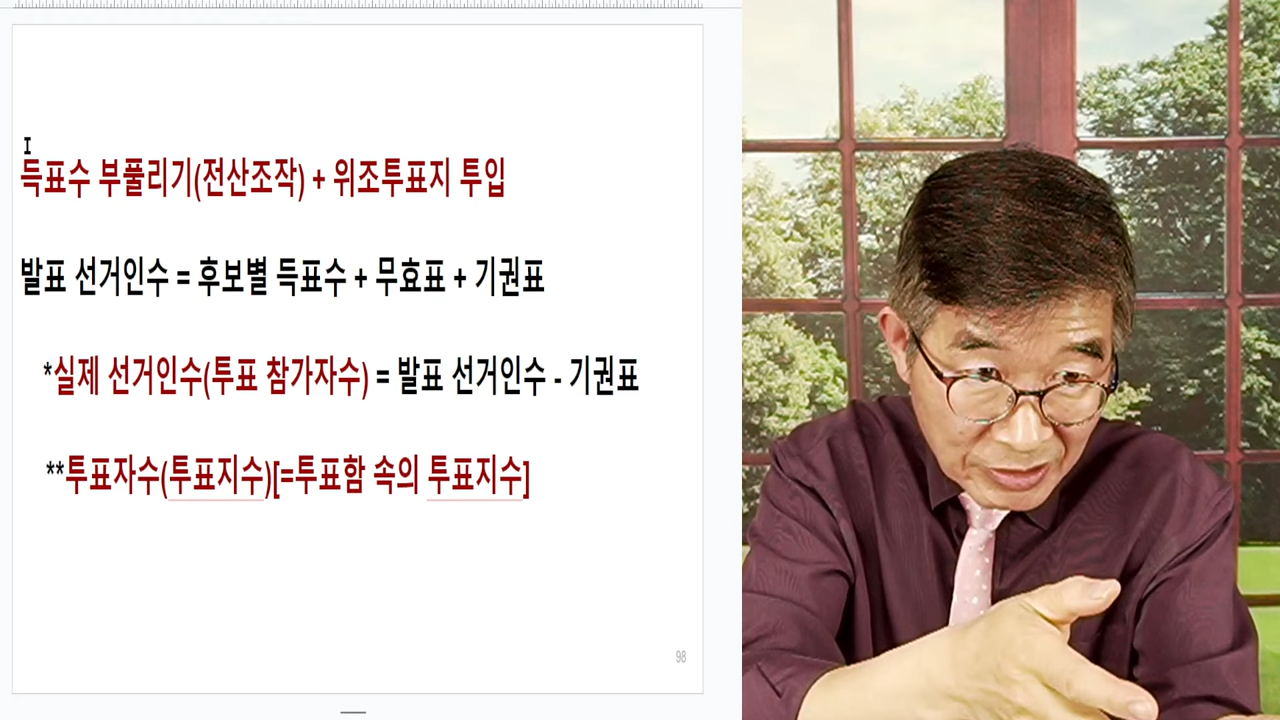 득표수 부풀리기(전산조작) + 위조투표지 투입
발표 선거인수 = 후보별 득표수 + 무효표 + 기권표
*실제 선거인수(투표 참가자수) = 발표 선거인수 - 기권표
**투표자수(투표지수)[=투표함 속의 투표지수]
98